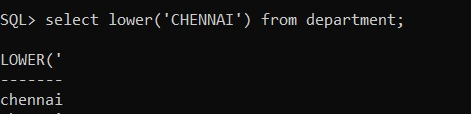 SQL> select lower('CHENNAI') from department;
LOWER('
-------
chennai